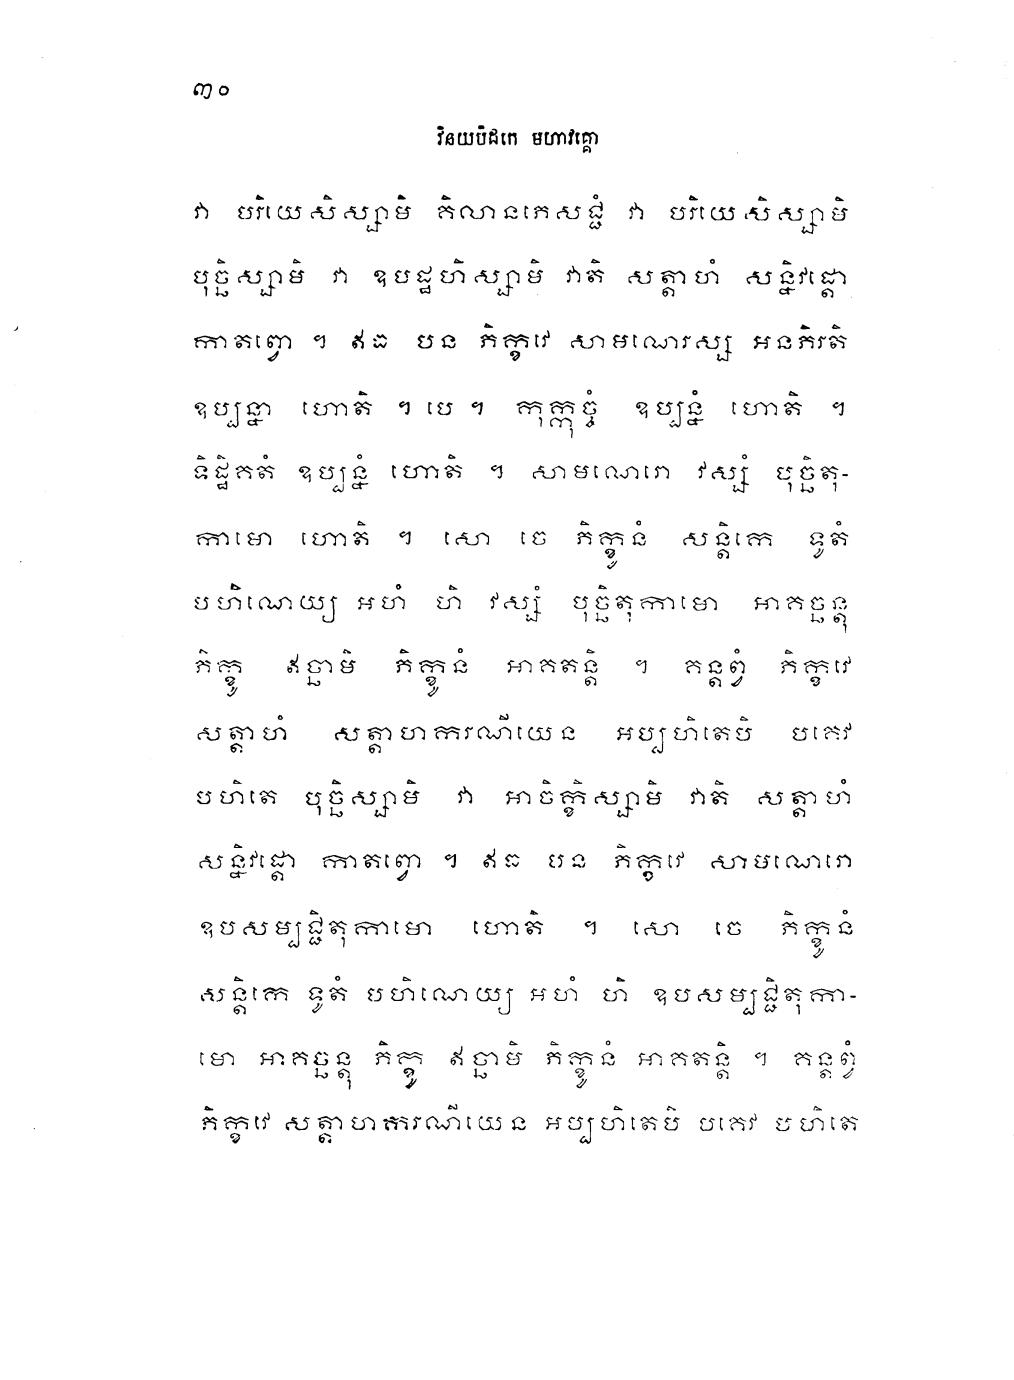 ៣០
វិនយបិដកេ មហាវគ្គោ
វា បរិយេសិស្សាមិ គិលានភេសជ្ជំ វា បរិយេសិស្សាមិ
បុច្ឆិស្សាមិ វា ឧបដ្ឋហិស្សាមិ វាតិ សត្តាហំ សន្និវដ្តោ
កាតព្វោ ។ ឥធ បន ភិក្ខវេ សាមណេរស្ស អនភិរតិ
ឧប្បន្នា ហោតិ ។ បេ ។ កុក្កុច្ចំ ឧប្បន្នំ ហោតិ ។
ទិដ្ឋិគតំ ឧប្បន្នំ ហោតិ ។ សាមណេរោ វស្សំ បុច្ឆិតុ-
កាមោ ហោតិ ។ សោ ចេ ភិក្ខូនំ សន្តិកេ ទូតំ
បហិណេយ្យ អហំ ហិ វស្សំ បុច្ឆិតុកាមោ អាគច្ឆន្តុ
ភិក្ខូ ឥច្ឆាមិ ភិក្ខូនំ អាគតន្តិ ។ គន្តព្វំ ភិក្ខវេ
សត្តាហំ សត្តាហករណីយេន អប្បហិតេបិ បគេវ
បហិតេ បុច្ឆិស្សាមិ វា អាចិក្ខិស្សាមិ វាតិ សត្តាហំ
សន្និវដ្តោ កាតព្វោ ។ ឥធ បន ភិក្ខវេ សាមណេរោ
ឧបសម្បជ្ជិតុកាមោ ហោតិ ។ សោ ចេ ភិក្ខូនំ
សន្តិកេ ទូតំ បហិណេយ្យ អហំ ហិ ឧបសម្បជ្ជិតុកា-
មោ អាគច្ឆន្តុ ភិក្ខូ ឥច្ឆាមិ ភិក្ខូនំ អាគតន្តិ ។ គន្តព្វំ
ភិក្ខវេ សត្តាហករណីយេន អប្បហិតេបិ បគេវ បហិតេ